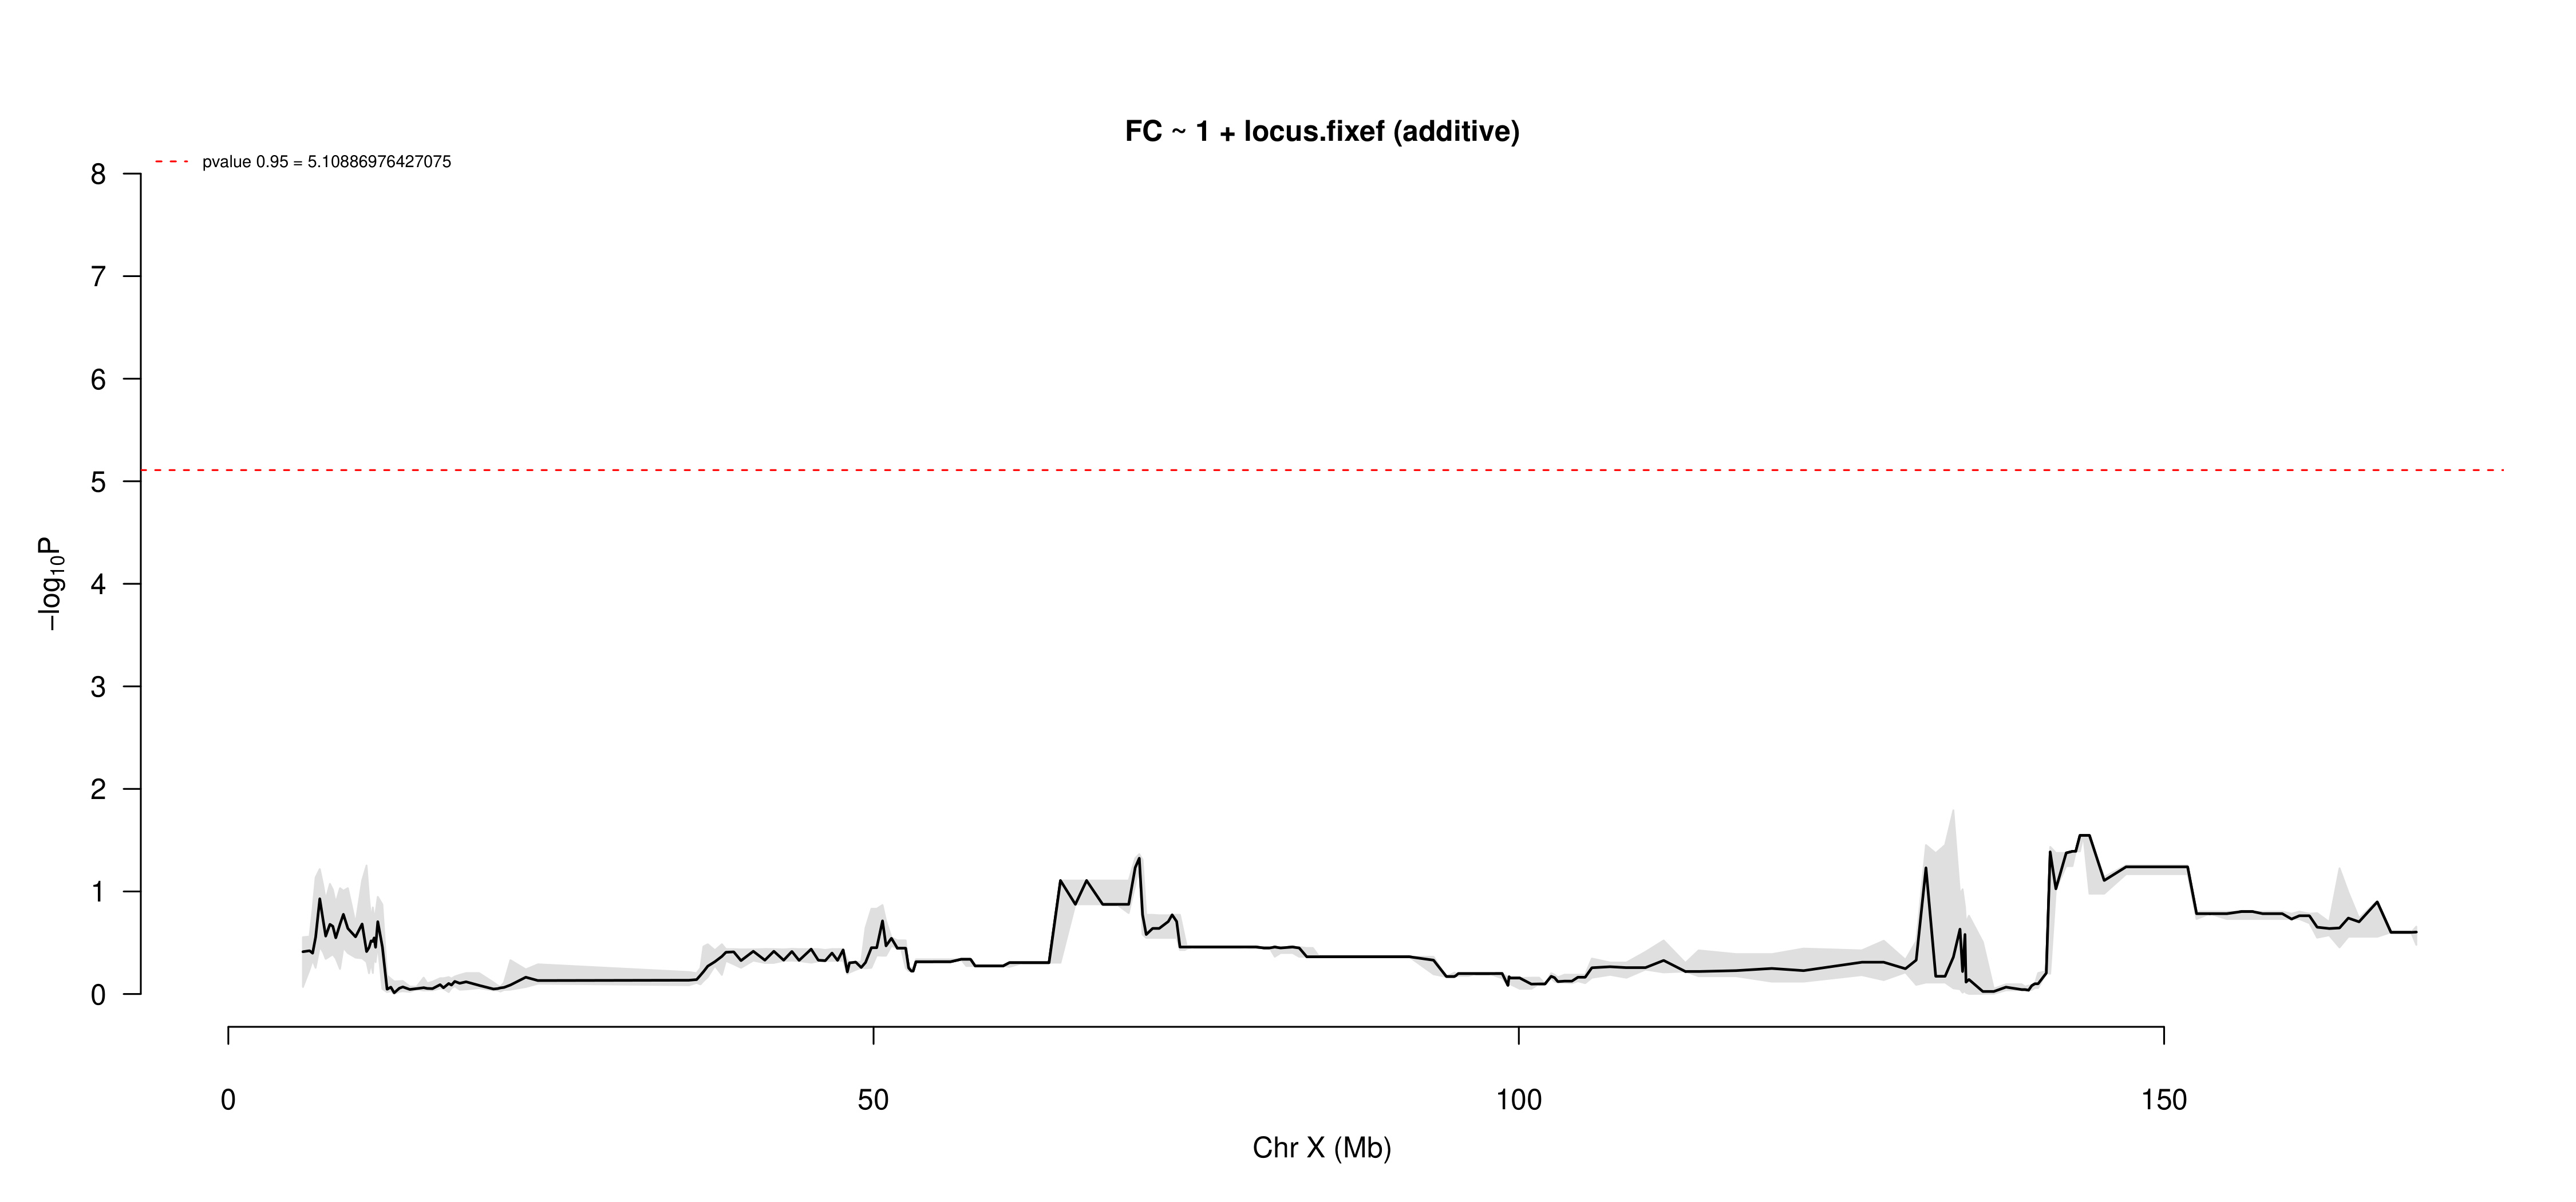 FC ~ 1 + locus.fixef (additive)
pvalue 0.95 = 5.10886976427075
8
7
6
5
4
3
2
1
0
−log10P
0 50 100 150
Chr X (Mb)